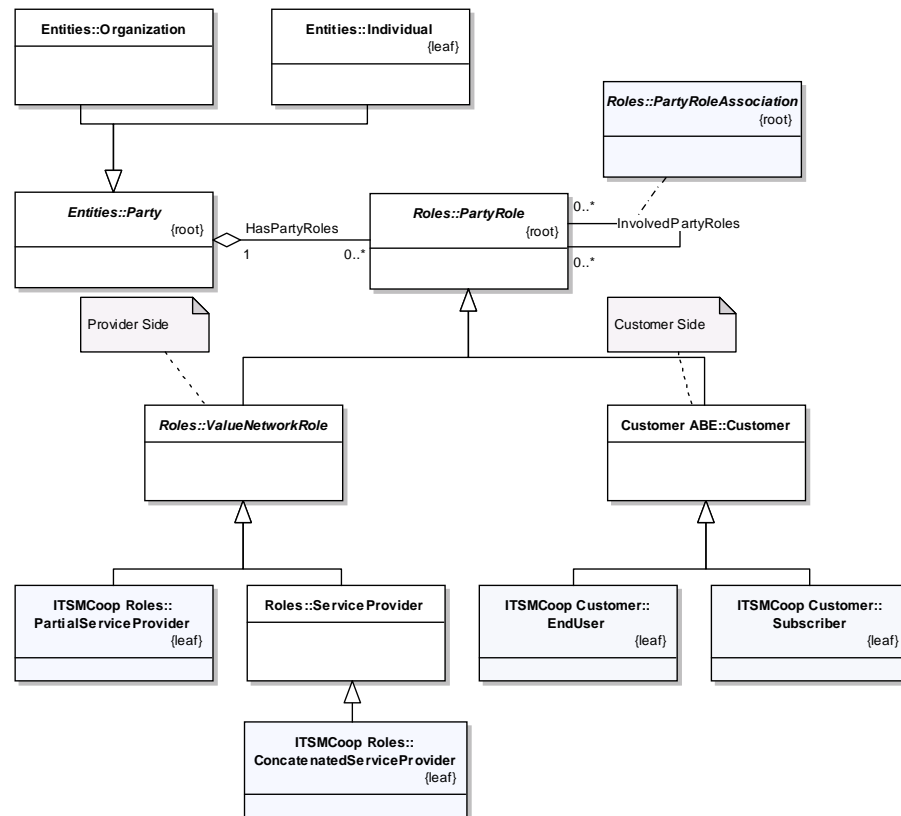 Entities::Organization
Entities::Individual
{leaf}
Roles::PartyRoleAssociation
{root}
Entities::Party
{root}
HasPartyRoles
1
0..*
Roles::PartyRole
{root}
0..*
InvolvedPartyRoles
0..*
Provider Side
Customer Side
Roles::ValueNetworkRole
Customer ABE::Customer
ITSMCoop Roles::
PartialServiceProvider
{leaf}
Roles::ServiceProvider
ITSMCoop Customer::
EndUser
{leaf}
ITSMCoop Customer::
Subscriber
{leaf}
ITSMCoop Roles::
ConcatenatedServiceProvider
{leaf}